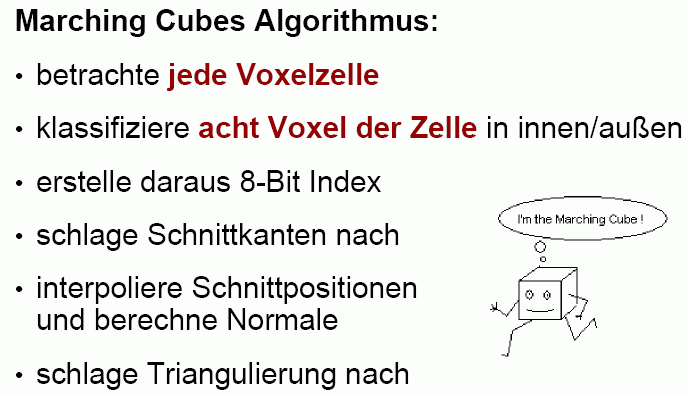 Marching Cubes Algorithmus:
• betrachte jede Voxelzelle
• klassifiziere acht Voxel der Zelle in innen/außen
• erstelle daraus 8-Bit Index
• schlage Schnittkanten nach
• interpoliere Schnittpositionen
und berechne Normale
• schlage Triangulierung nach
I'm the Marching Cube !